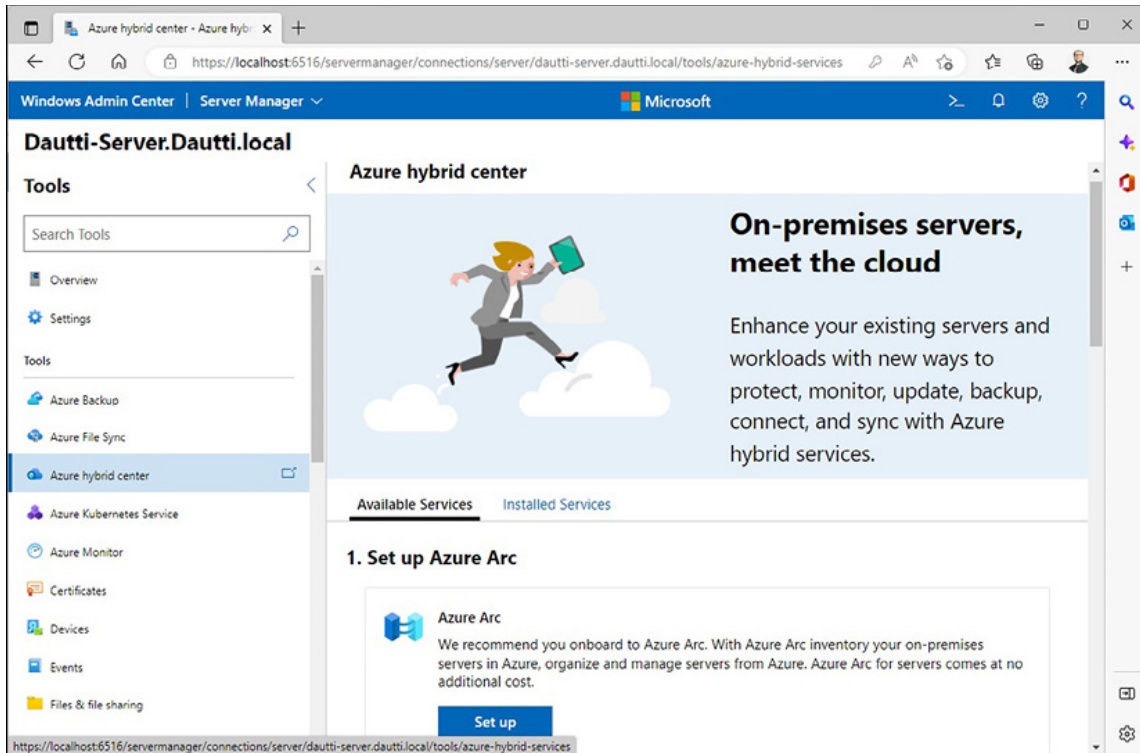 Azure hybrid center - Azure hybr
https://localhost:6516/servermanager/connections/server/dautti-server.dautti.local/tools/azure-hybrid-services
Windows Admin Center | Server Manager
Microsoft
Dautti-Server.Dautti.local
Tools
Search Tools
Overview
Settings
Tools
Azure Backup
Azure File Sync
Azure hybrid center
Azure Kubernetes Service
Azure Monitor
Certificates
Devices
Events
Files & file sharing
Azure hybrid center
On-premises servers,
meet the cloud
Enhance your existing servers and
workloads with new ways to
protect, monitor, update, backup,
connect, and sync with Azure
hybrid services.
Available Services Installed Services
1. Set up Azure Arc
Azure Arc
We recommend you onboard to Azure Arc. With Azure Arc inventory your on-premises
servers in Azure, organize and manage servers from Azure. Azure Arc for servers comes at no
additional cost.
Set up
https://localhost:6516/servermanager/connections/server/dautti-server.dautti.local/tools/azure-hybrid-services